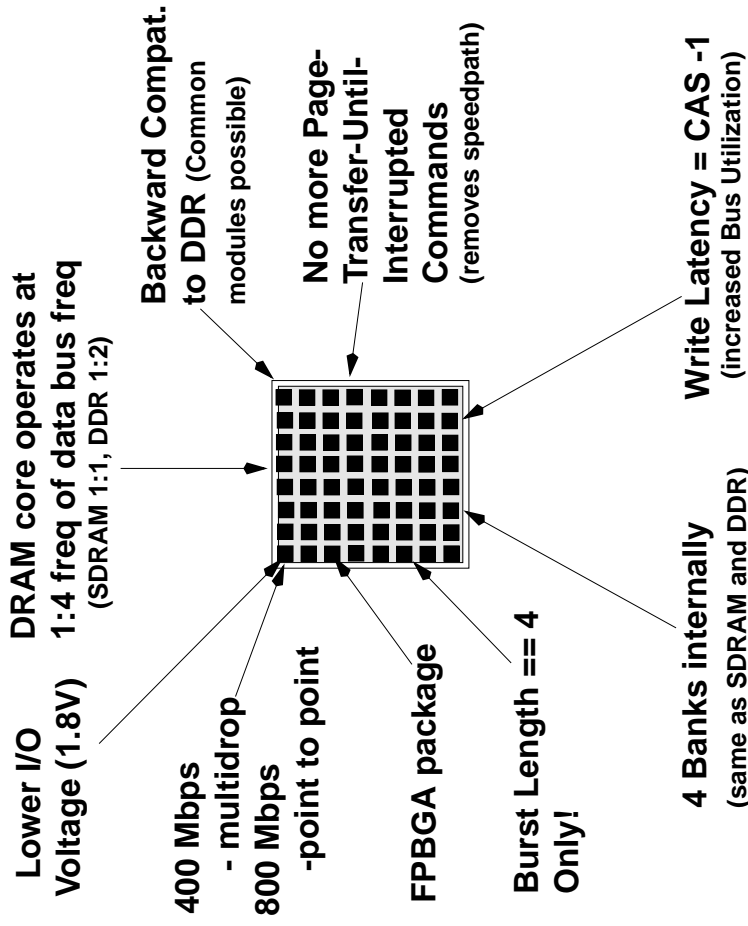 Lower I/O
Voltage (1.8V)
DRAM core operates at
1:4 freq of data bus freq
(SDRAM 1:1, DDR 1:2)
Backward Compat.
to DDR (Common
modules possible)
400 Mbps
- multidrop
800 Mbps
-point to point
No more Page-
Transfer-Until-
Interrupted
Commands
(removes speedpath)
FPBGA package
Burst Length == 4
Only!
4 Banks internally
(same as SDRAM and DDR)
Write Latency = CAS -1
(increased Bus Utilization)